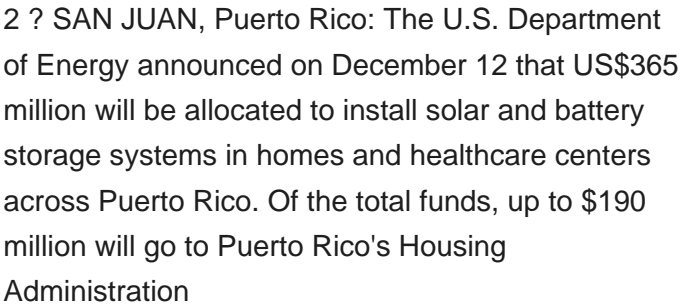 2 ? SAN JUAN, Puerto Rico: The U.S. Department
of Energy announced on December 12 that US$365
million will be allocated to install solar and battery
storage systems in homes and healthcare centers
across Puerto Rico. Of the total funds, up to $190
million will go to Puerto Rico's Housing
Administration